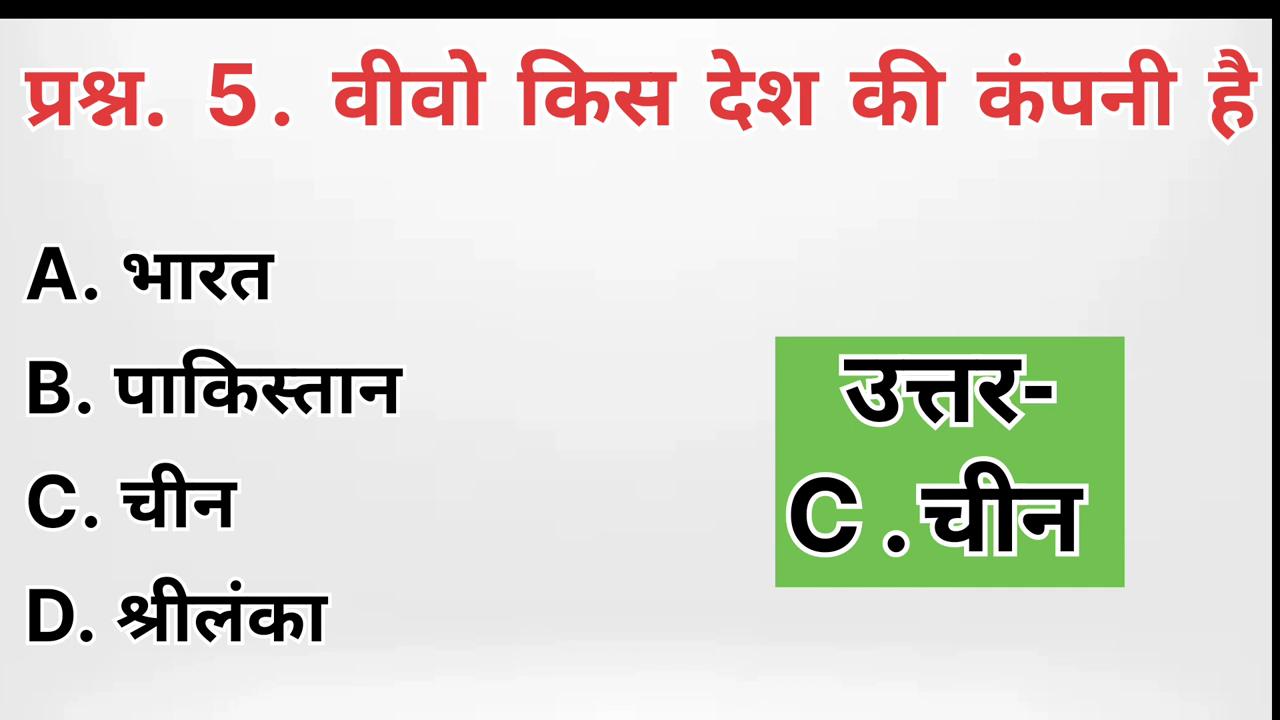 प्रश्न. 5. वीवो किस देश की कंपनी है
A. भारत
B. पाकिस्तान
C. चीन
D. श्रीलंका
उत्तर-
C .चीन